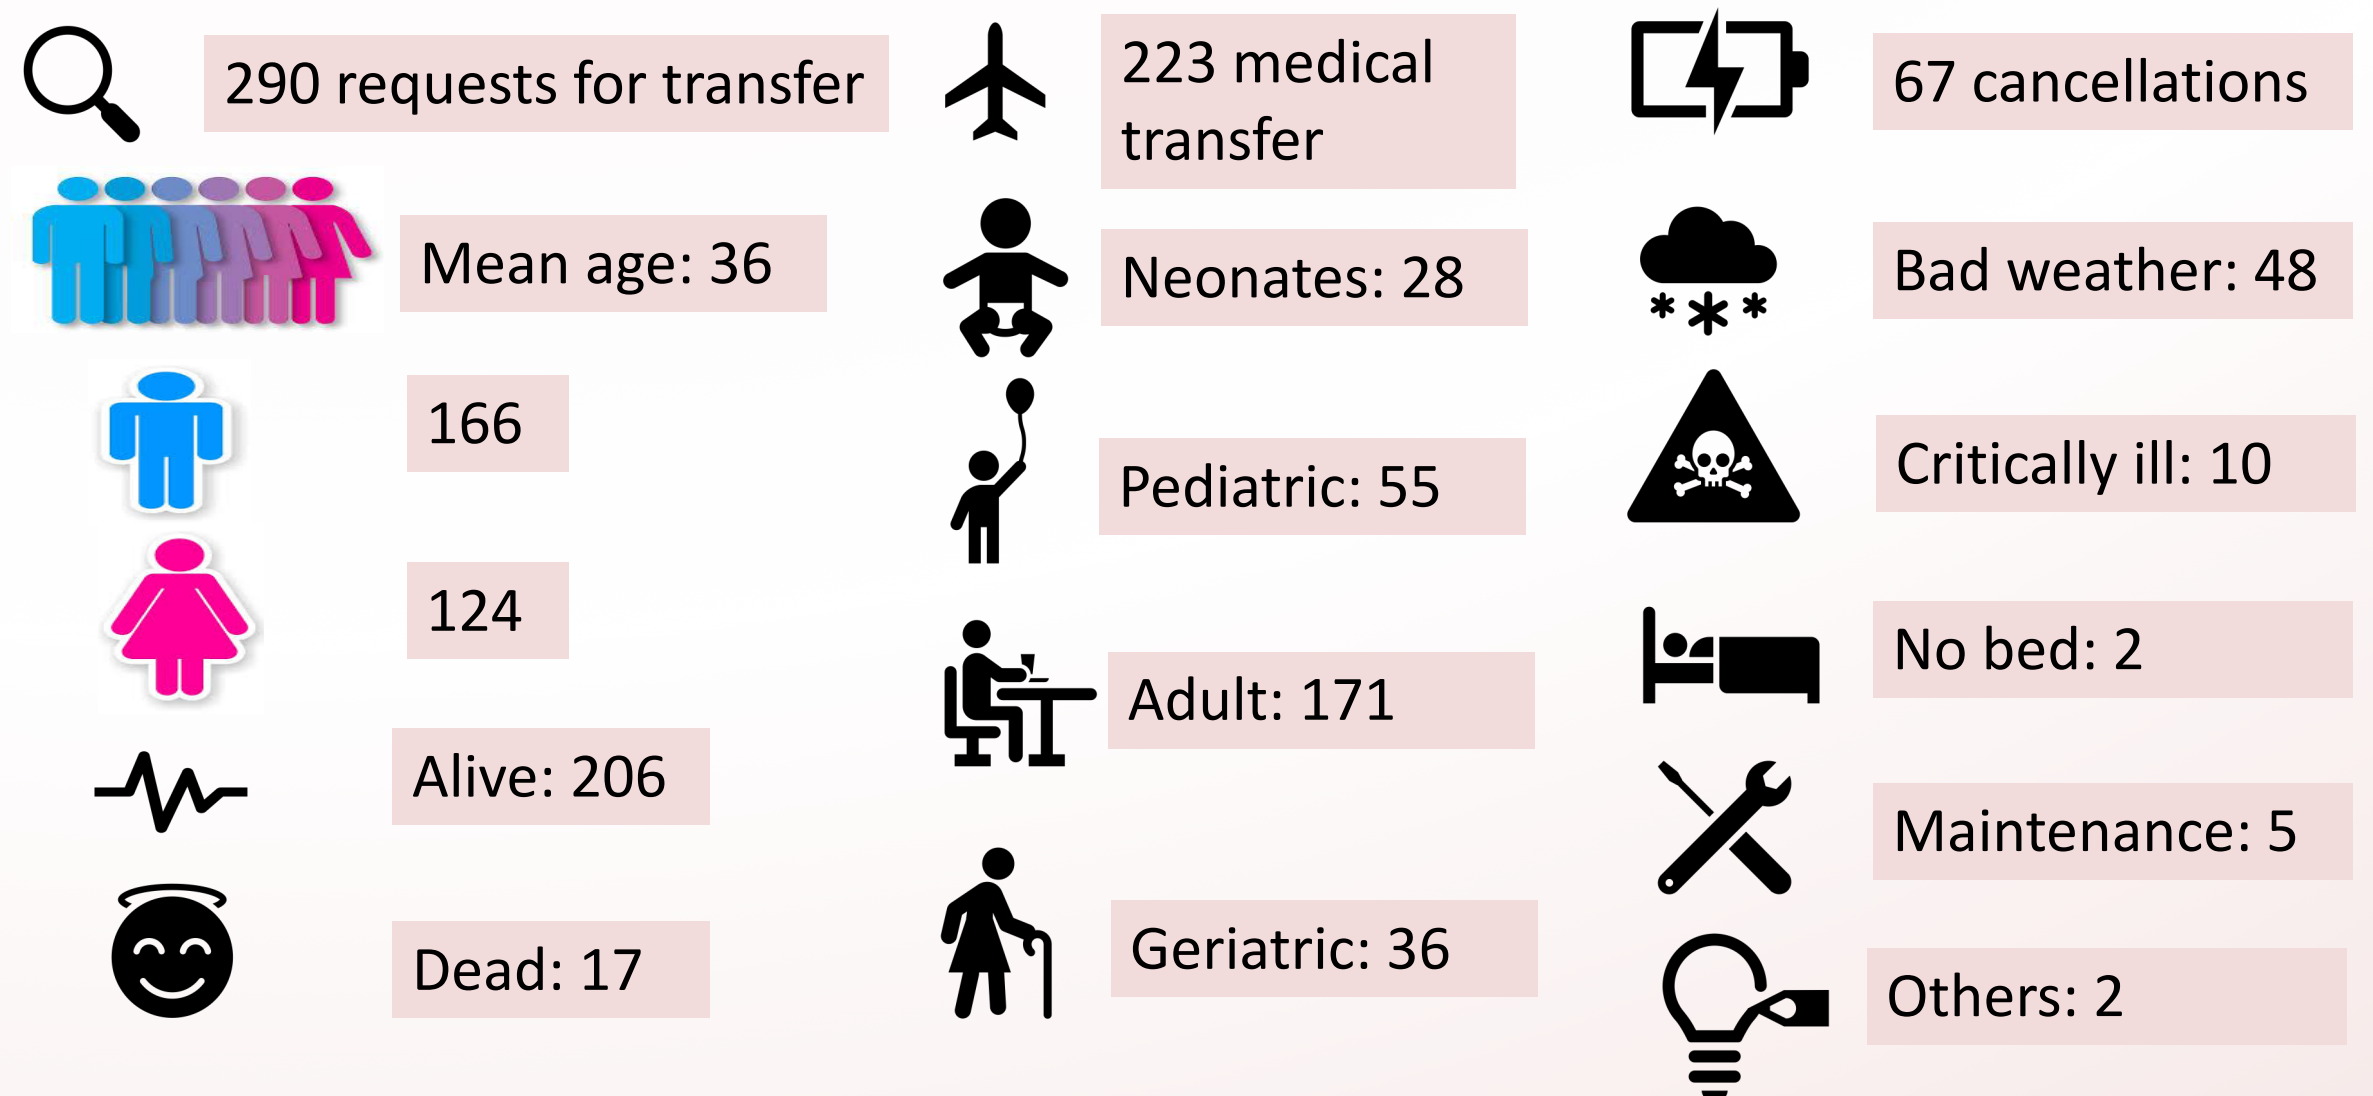 290 requests for transfer
Mean age: 36
166
124
Alive: 206
Dead: 17
223 medical
transfer
Neonates: 28
Pediatric: 55
Adult: 171
Geriatric: 36
67 cancellations
Bad weather: 48
Critically ill: 10
No bed: 2
Maintenance: 5
Others: 2